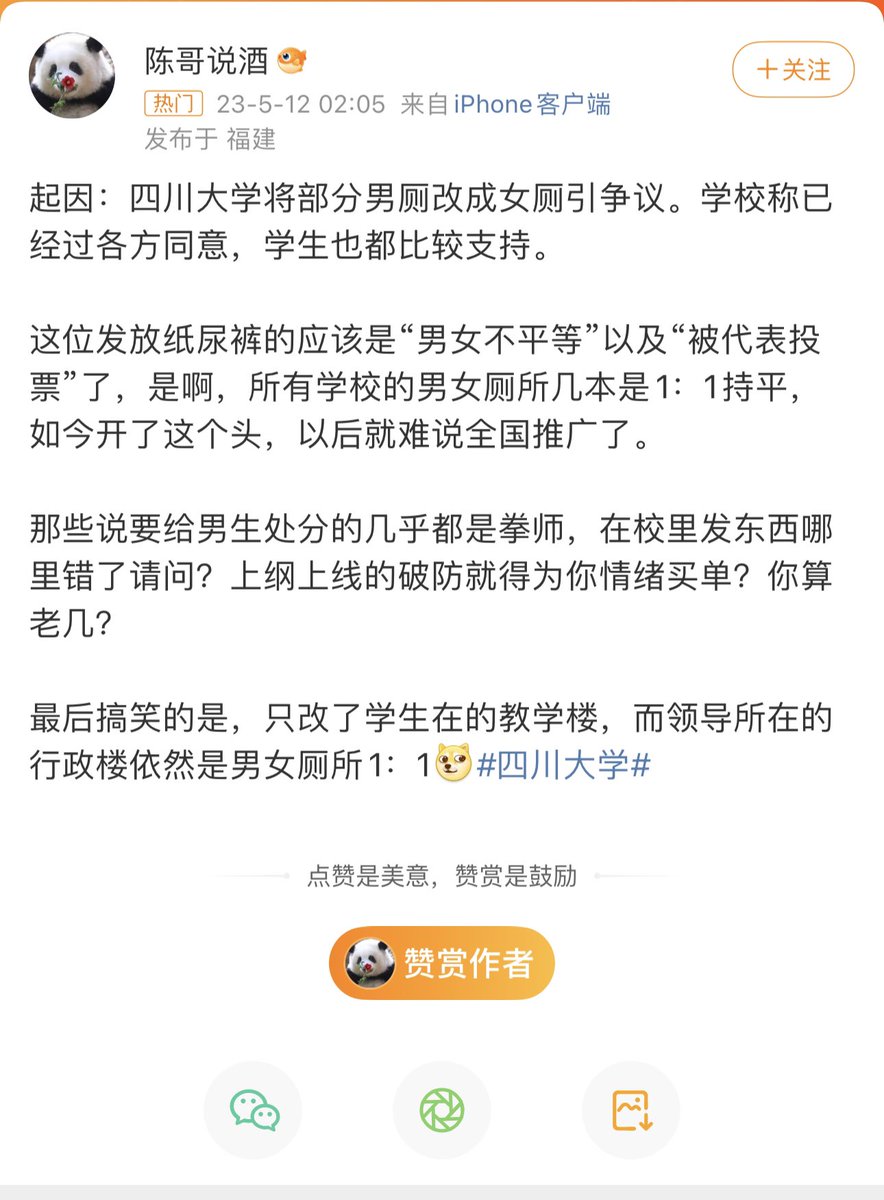 陈哥说酒
+关注
热门 23-5-12 02:05 来自iPhone客户端
发布于 福建
起因：四川大学将部分男厕改成女厕引争议。学校称已
经过各方同意，学生也都比较支持。
这位发放纸尿裤的应该是“男女不平等”以及“被代表投
票”了，是啊，所有学校的男女厕所几本是1：1持平，
如今开了这个头，以后就难说全国推广了。
那些说要给男生处分的几乎都是拳师，在校里发东西哪
里错了请问？上纲上线的破防就得为你情绪买单？你算
老几？
最后搞笑的是，只改了学生在的教学楼，而领导所在的
行政楼依然是男女厕所1：1#四川大学#
点赞是美意，赞赏是鼓励
赞赏作者